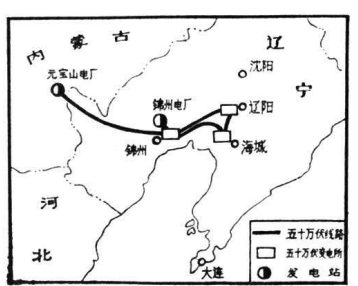 内蒙古
辽宁
沈阳
元宝山电厂
锦州电厂
辽阳
锦州
海城
河北
大连
五十万伏线路
五十万伏变电所
发电站